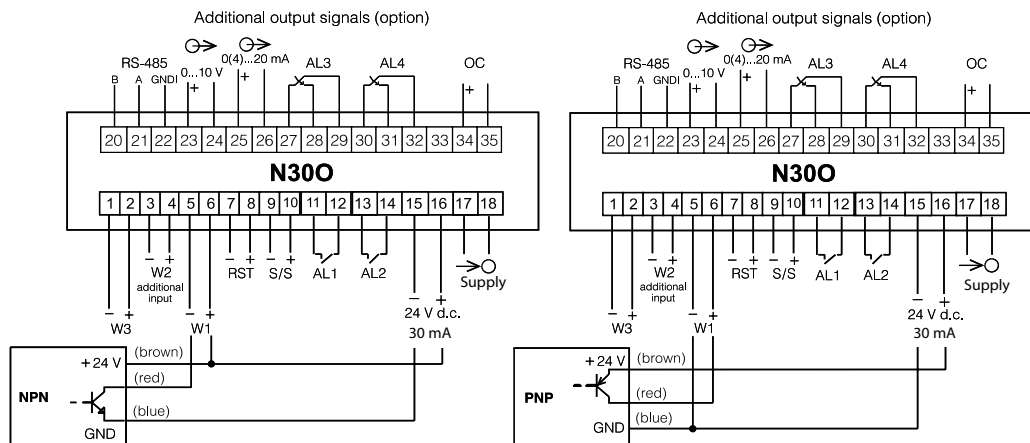 Additional output signals (option)
RS-485 0...10 V 0(4)...20 mA AL3 AL4 OC
B A GNDI + + +
20 21 22 23 24 25 26 27 28 29 30 31 32 33 34 35
N30O
1 2 3 4 5 6 7 8 9 10 11 12 13 14 15 16 17 18
− + − + − + − +
W2 RST S/S AL1 AL2 Supply
additional
input
− + − + − +
W3 W1 24 V d.c.
30 mA
+ 24 V (brown)
(red)
NPN
(blue)
GND
Additional output signals (option)
RS-485 0...10 V 0(4)...20 mA AL3 AL4 OC
B A GNDI + + +
20 21 22 23 24 25 26 27 28 29 30 31 32 33 34 35
N30O
1 2 3 4 5 6 7 8 9 10 11 12 13 14 15 16 17 18
− + − + − +
W2 RST S/S AL1 AL2 Supply
additional
input
− + − + − +
W3 W1 24 V d.c.
30 mA
+ 24 V (brown)
PNP
(red)
(blue)
GND